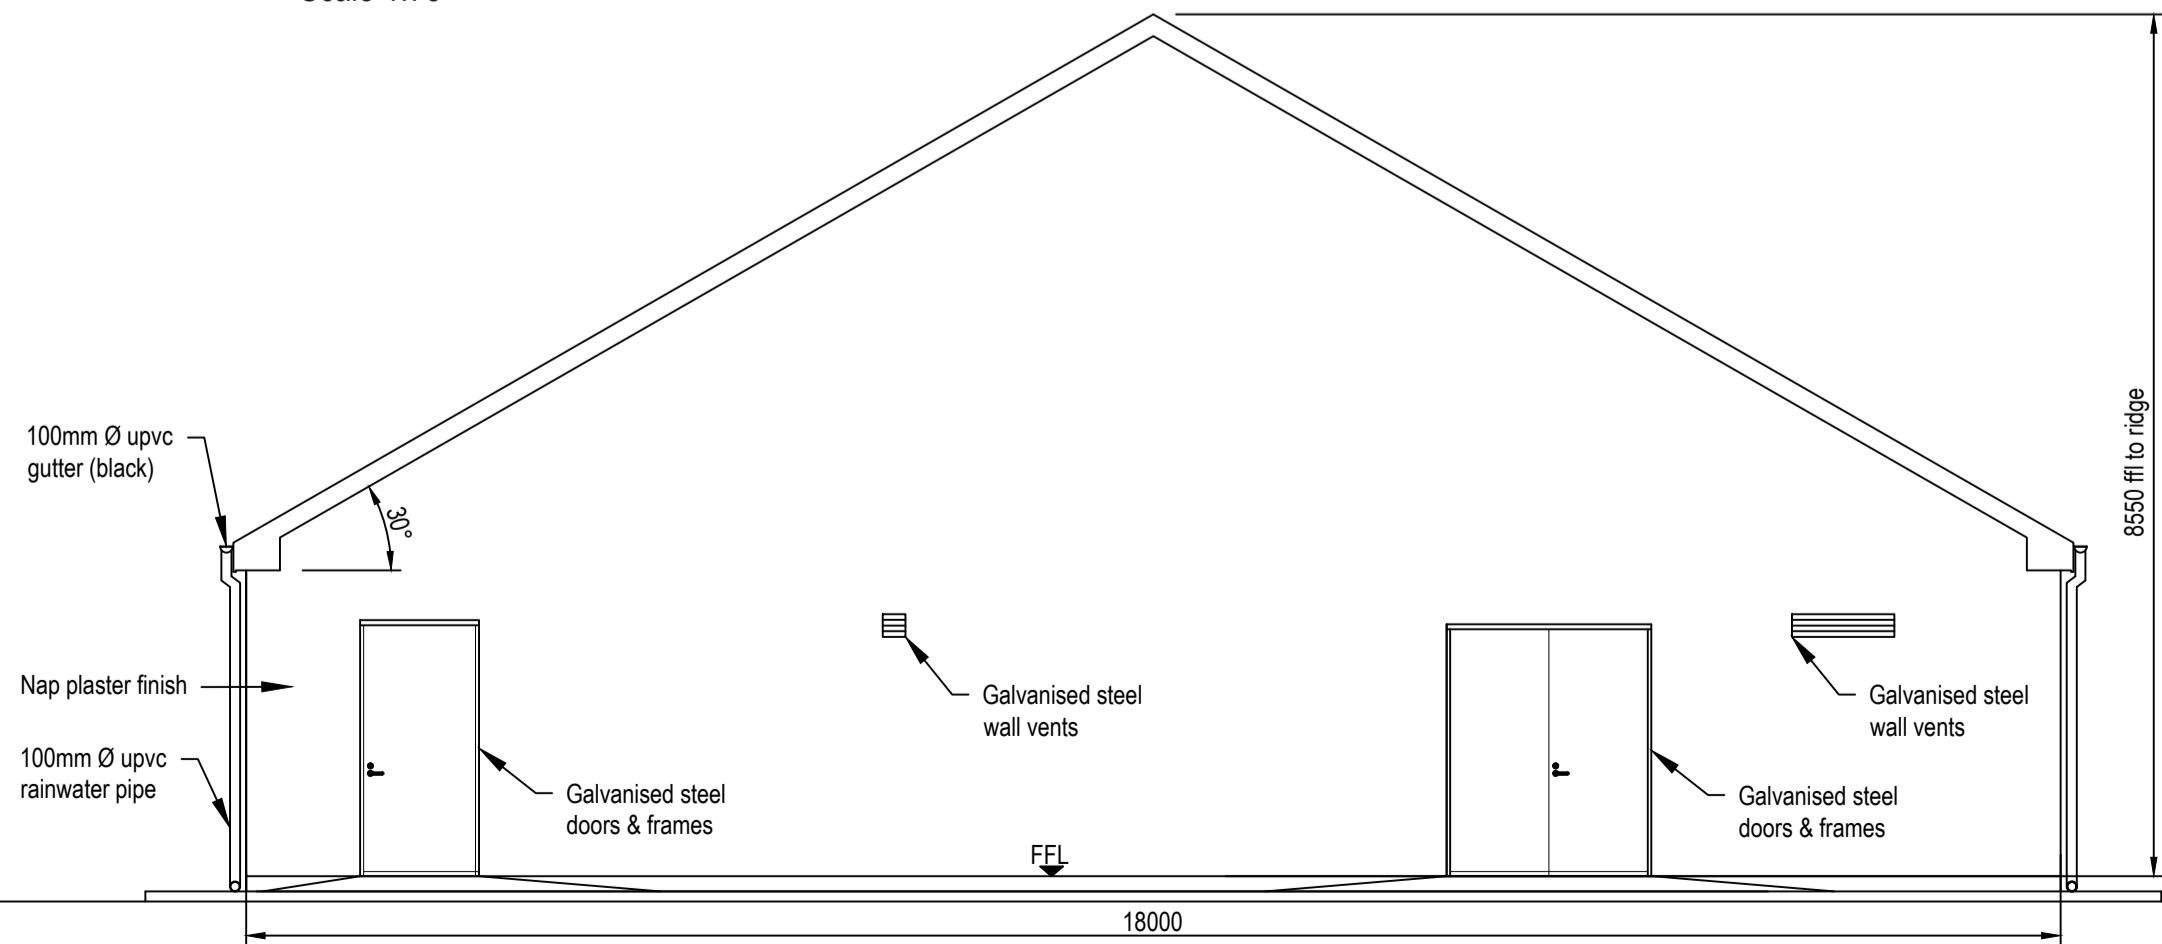 8550 ffl to ridge
100mm Ø upvc
gutter (black)
30°
Nap plaster finish
Galvanised steel
wall vents
Galvanised steel
wall vents
100mm Ø upvc
rainwater pipe
Galvanised steel
doors & frames
Galvanised steel
doors & frames
FFL
18000